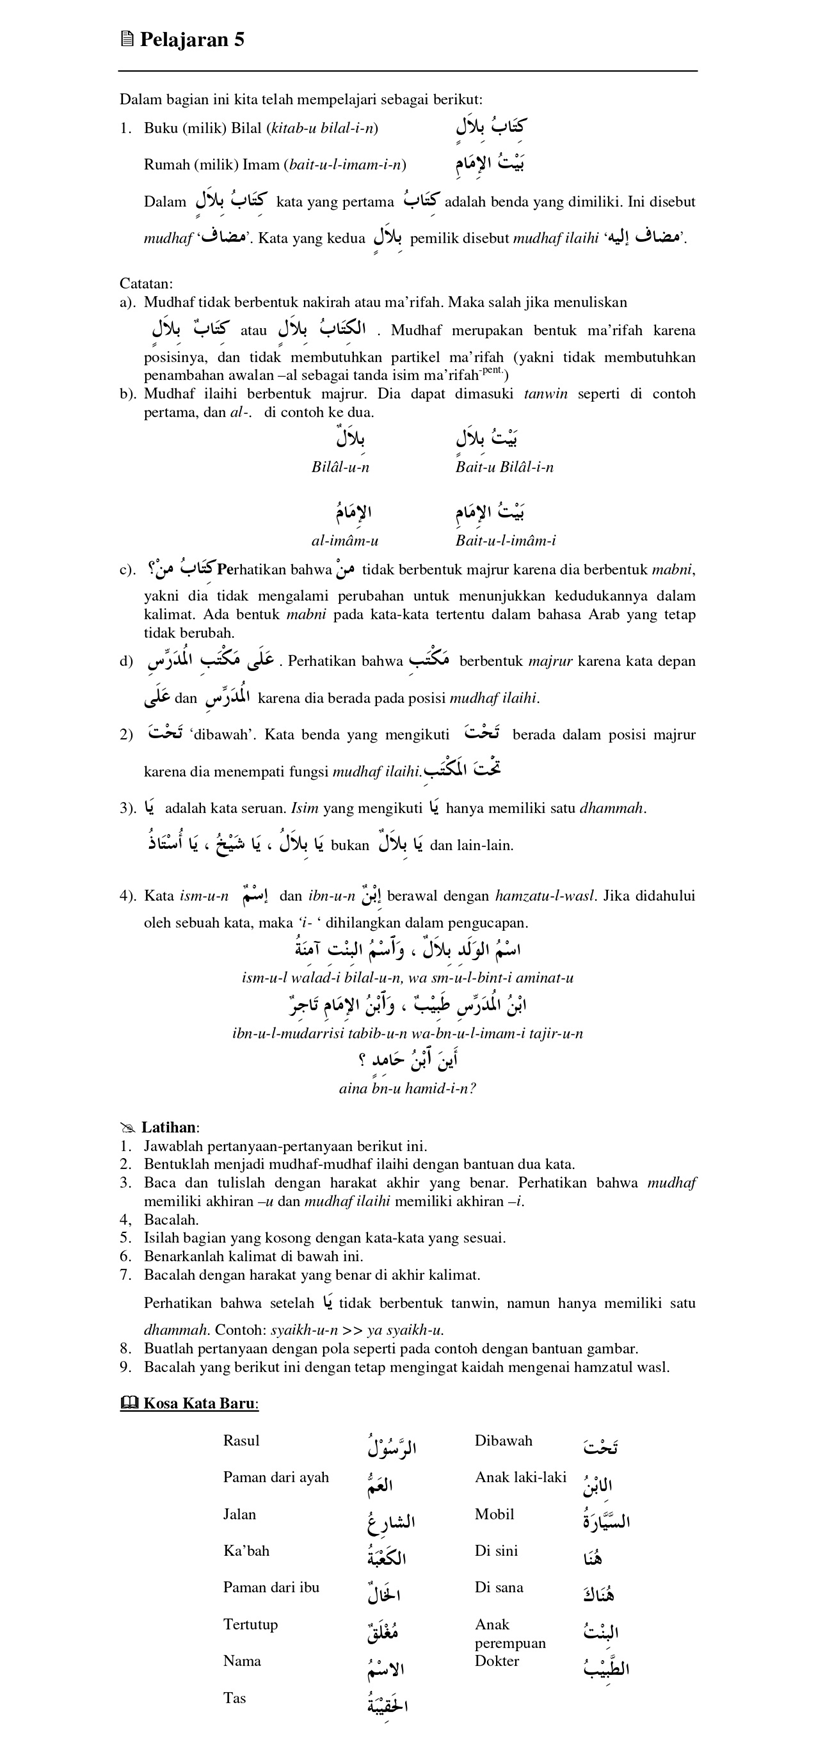 Pelajaran 5
Dalam bagian ini kita telah mempelajari sebagai berikut:
1. Buku (milik) Bilal (kitab-u bilal-i-n) كِتَابُ بِلاَلٍ
Rumah (milik) Imam (bait-u-l-imam-i-n) بَيْتُ الإِمَامِ
Dalam كِتَابُ بِلاَلٍ kata yang pertama كِتَابُ adalah benda yang dimiliki. Ini disebut
mudhaf ‘مضاف’. Kata yang kedua بِلاَلٍ pemilik disebut mudhaf ilaihi ‘مضاف إليه’.
Catatan:
a). Mudhaf tidak berbentuk nakirah atau ma’rifah. Maka salah jika menuliskan
كِتَابٌ بِلاَلٍ atau الكِتَابُ بِلاَلٍ . Mudhaf merupakan bentuk ma’rifah karena
posisinya, dan tidak membutuhkan partikel ma’rifah (yakni tidak membutuhkan
penambahan awalan –al sebagai tanda isim ma’rifah-pent.)
b). Mudhaf ilaihi berbentuk majrur. Dia dapat dimasuki tanwin seperti di contoh
pertama, dan al-. di contoh ke dua.
بِلاَلٌ بَيْتُ بِلاَلٍ
Bilâl-u-n Bait-u Bilâl-i-n
الإِمَامُ بَيْتُ الإِمَامِ
al-imâm-u Bait-u-l-imâm-i
c). كِتَابُ مَنْ؟ Perhatikan bahwa مَنْ tidak berbentuk majrur karena dia berbentuk mabni,
yakni dia tidak mengalami perubahan untuk menunjukkan kedudukannya dalam
kalimat. Ada bentuk mabni pada kata-kata tertentu dalam bahasa Arab yang tetap
tidak berubah.
d) عَلَى مَكْتَبِ الْمُدَرِّسِ . Perhatikan bahwa مَكْتَبِ berbentuk majrur karena kata depan
عَلَى dan الْمُدَرِّسِ karena dia berada pada posisi mudhaf ilaihi.
2) تَحْتَ ‘dibawah’. Kata benda yang mengikuti تَحْتَ berada dalam posisi majrur
karena dia menempati fungsi mudhaf ilaihi. تَحْتَ الْمَكْتَبِ
3). يَا adalah kata seruan. Isim yang mengikuti يَا hanya memiliki satu dhammah.
يَا بِلاَلُ ، يَا شَيْخُ ، يَا أُسْتَاذُ bukan يَا بِلاَلٌ dan lain-lain.
4). Kata ism-u-n إِسْمٌ dan ibn-u-n إِبْنٌ berawal dengan hamzatu-l-wasl. Jika didahului
oleh sebuah kata, maka ‘i- ‘ dihilangkan dalam pengucapan.
اسْمُ الوَلَدِ بِلاَلٌ ، وَٱسْمُ البِنْتِ آمِنَةُ
ism-u-l walad-i bilal-u-n, wa sm-u-l-bint-i aminat-u
ابْنُ الْمُدَرِّسِ طَبِيْبٌ ، وَٱبْنُ الإِمَامِ تَاجِرٌ
ibn-u-l-mudarrisi tabib-u-n wa-bn-u-l-imam-i tajir-u-n
أَينَ ٱبْنُ حَامِدٍ ؟
aina bn-u hamid-i-n?
Latihan:
1. Jawablah pertanyaan-pertanyaan berikut ini.
2. Bentuklah menjadi mudhaf-mudhaf ilaihi dengan bantuan dua kata.
3. Baca dan tulislah dengan harakat akhir yang benar. Perhatikan bahwa mudhaf
memiliki akhiran –u dan mudhaf ilaihi memiliki akhiran –i.
4, Bacalah.
5. Isilah bagian yang kosong dengan kata-kata yang sesuai.
6. Benarkanlah kalimat di bawah ini.
7. Bacalah dengan harakat yang benar di akhir kalimat.
Perhatikan bahwa setelah يَا tidak berbentuk tanwin, namun hanya memiliki satu
dhammah. Contoh: syaikh-u-n >> ya syaikh-u.
8. Buatlah pertanyaan dengan pola seperti pada contoh dengan bantuan gambar.
9. Bacalah yang berikut ini dengan tetap mengingat kaidah mengenai hamzatul wasl.
Kosa Kata Baru:
Rasul الرَّسُوْلُ Dibawah تَحْتَ
Paman dari ayah العَمُّ Anak laki-laki الاِبْنُ
Jalan الشارِعُ Mobil السَّيَّارَةُ
Ka’bah الكَعْبَةُ Di sini هُنَا
Paman dari ibu الْخَالُ Di sana هُنَاكَ
Tertutup مُغْلَقٌ Anak البِنْتُ
perempuan
Nama الاِسْمُ Dokter الطَّبِيْبُ
Tas الْحَقِيْبَةُ